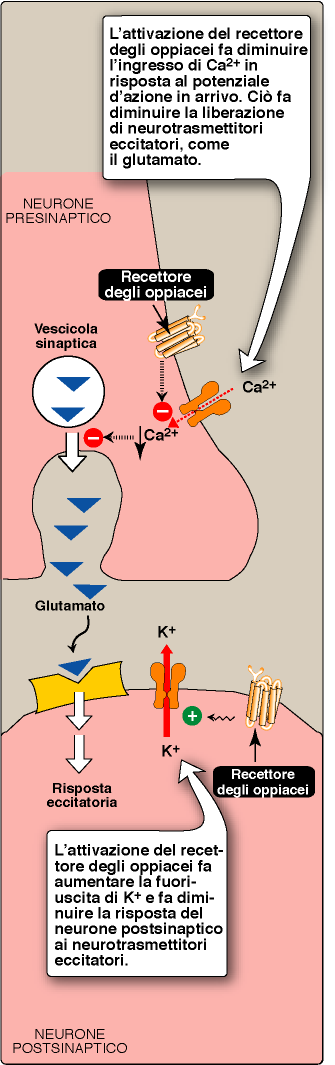 L'attivazione del recettore
degli oppiacei fa diminuire
l'ingresso di Ca2+ in
risposta al potenziale
d'azione in arrivo. Ciò fa
diminuire la liberazione
di neurotrasmettitori
eccitatori, come
il glutamato.
NEURONE
PRESINAPTICO
Recettore
degli oppiacei
Vescicola
sinaptica
Ca2+
Ca2+
Glutamato
K+
K+
Recettore
degli oppiacei
Risposta
eccitatoria
L'attivazione del recet-
tore degli oppiacei fa
aumentare la fuori-
uscita di K+ e fa dimi-
nuire la risposta del
neurone postsinaptico
ai neurotrasmettitori
eccitatori.
NEURONE
POSTSINAPTICO